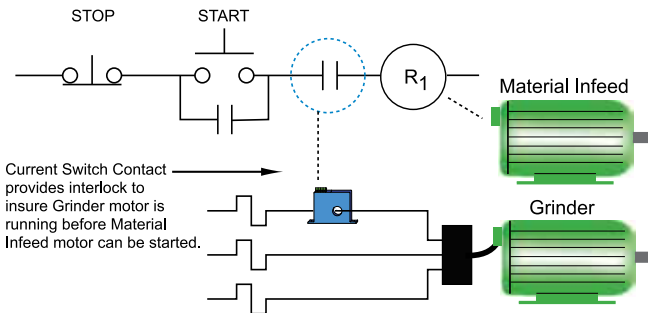 STOP
START
R1
Material Infeed
Current Switch Contact
provides interlock to
insure Grinder motor is
running before Material
Infeed motor can be started.
Grinder